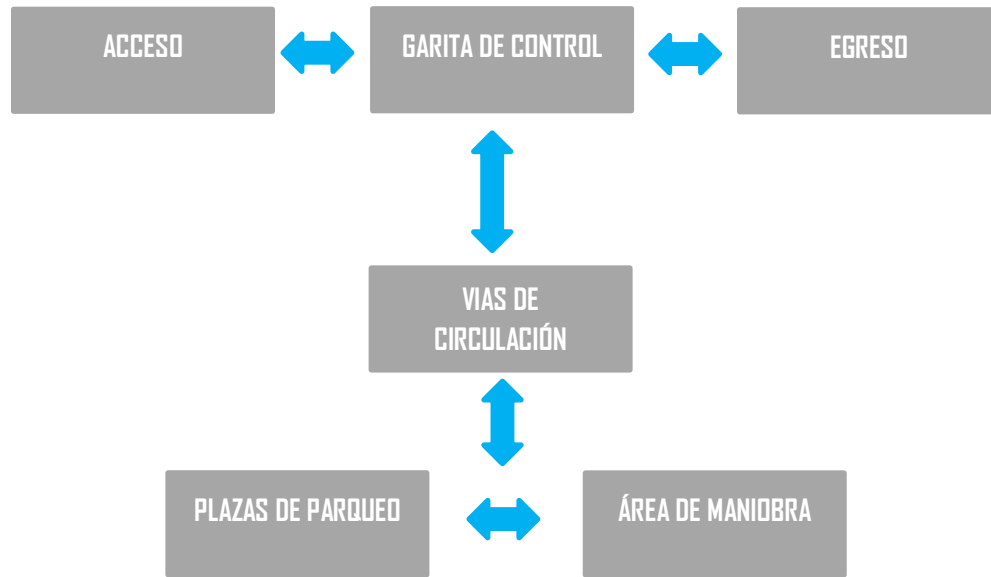 ACCESO
GARITA DE CONTROL
EGRESO
VIAS DE
CIRCULACIÓN
PLAZAS DE PARQUEO
ÁREA DE MANIOBRA